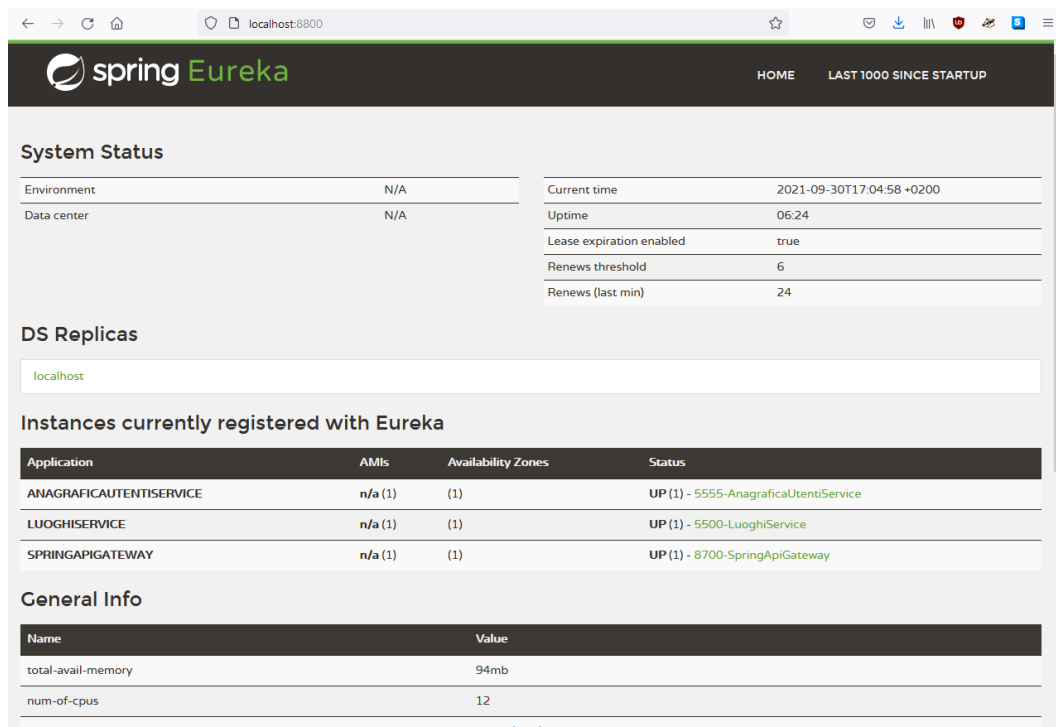 localhost:8800
spring Eureka
HOME LAST 1000 SINCE STARTUP
System Status
Environment N/A
Data center N/A
Current time 2021-09-30T17:04:58 +0200
Uptime 06:24
Lease expiration enabled true
Renews threshold 6
Renews (last min) 24
DS Replicas
localhost
Instances currently registered with Eureka
Application AMIs Availability Zones Status
ANAGRAFICAUTENTISERVICE n/a (1) (1) UP (1) - 5555-AnagraficaUtentiService
LUOGHISERVICE n/a (1) (1) UP (1) - 5500-LuoghiService
SPRINGAPIGATEWAY n/a (1) (1) UP (1) - 8700-SpringApiGateway
General Info
Name Value
total-avail-memory 94mb
num-of-cpus 12